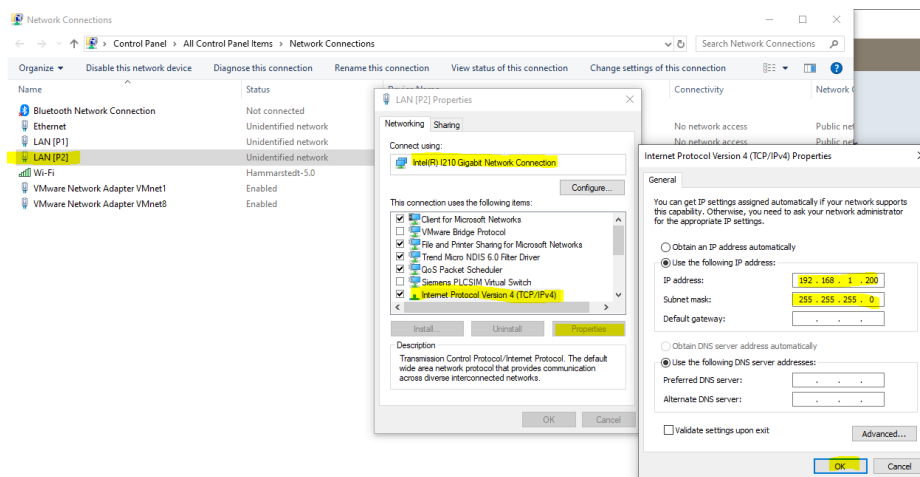 Network Connections
Control Panel > All Control Panel Items > Network Connections
Search Network Connections
Organize
Disable this network device
Diagnose this connection
Rename this connection
View status of this connection
Change settings of this connection
Name
Status
Connectivity
Network
Bluetooth Network Connection
Not connected
Ethernet
Unidentified network
No network access
Public net
LAN [P1]
Unidentified network
No network access
Public net
LAN [P2]
Unidentified network
Wi-Fi
Hammarstedt-5.0
VMware Network Adapter VMnet1
Enabled
VMware Network Adapter VMnet8
Enabled
LAN [P2] Properties
Networking
Sharing
Connect using:
Intel(R) I210 Gigabit Network Connection
Configure...
This connection uses the following items:
Client for Microsoft Networks
VMware Bridge Protocol
File and Printer Sharing for Microsoft Networks
Trend Micro NDIS 6.0 Filter Driver
QoS Packet Scheduler
Siemens PLCSIM Virtual Switch
Internet Protocol Version 4 (TCP/IPv4)
Install...
Uninstall
Properties
Description
Transmission Control Protocol/Internet Protocol. The default
wide area network protocol that provides communication
across diverse interconnected networks.
OK
Cancel
Internet Protocol Version 4 (TCP/IPv4) Properties
General
You can get IP settings assigned automatically if your network supports
this capability. Otherwise, you need to ask your network administrator
for the appropriate IP settings.
Obtain an IP address automatically
Use the following IP address:
IP address:
192 . 168 . 1 . 200
Subnet mask:
255 . 255 . 255 . 0
Default gateway:
. . .
Obtain DNS server address automatically
Use the following DNS server addresses:
Preferred DNS server:
. . .
Alternate DNS server:
. . .
Validate settings upon exit
Advanced...
OK
Cancel